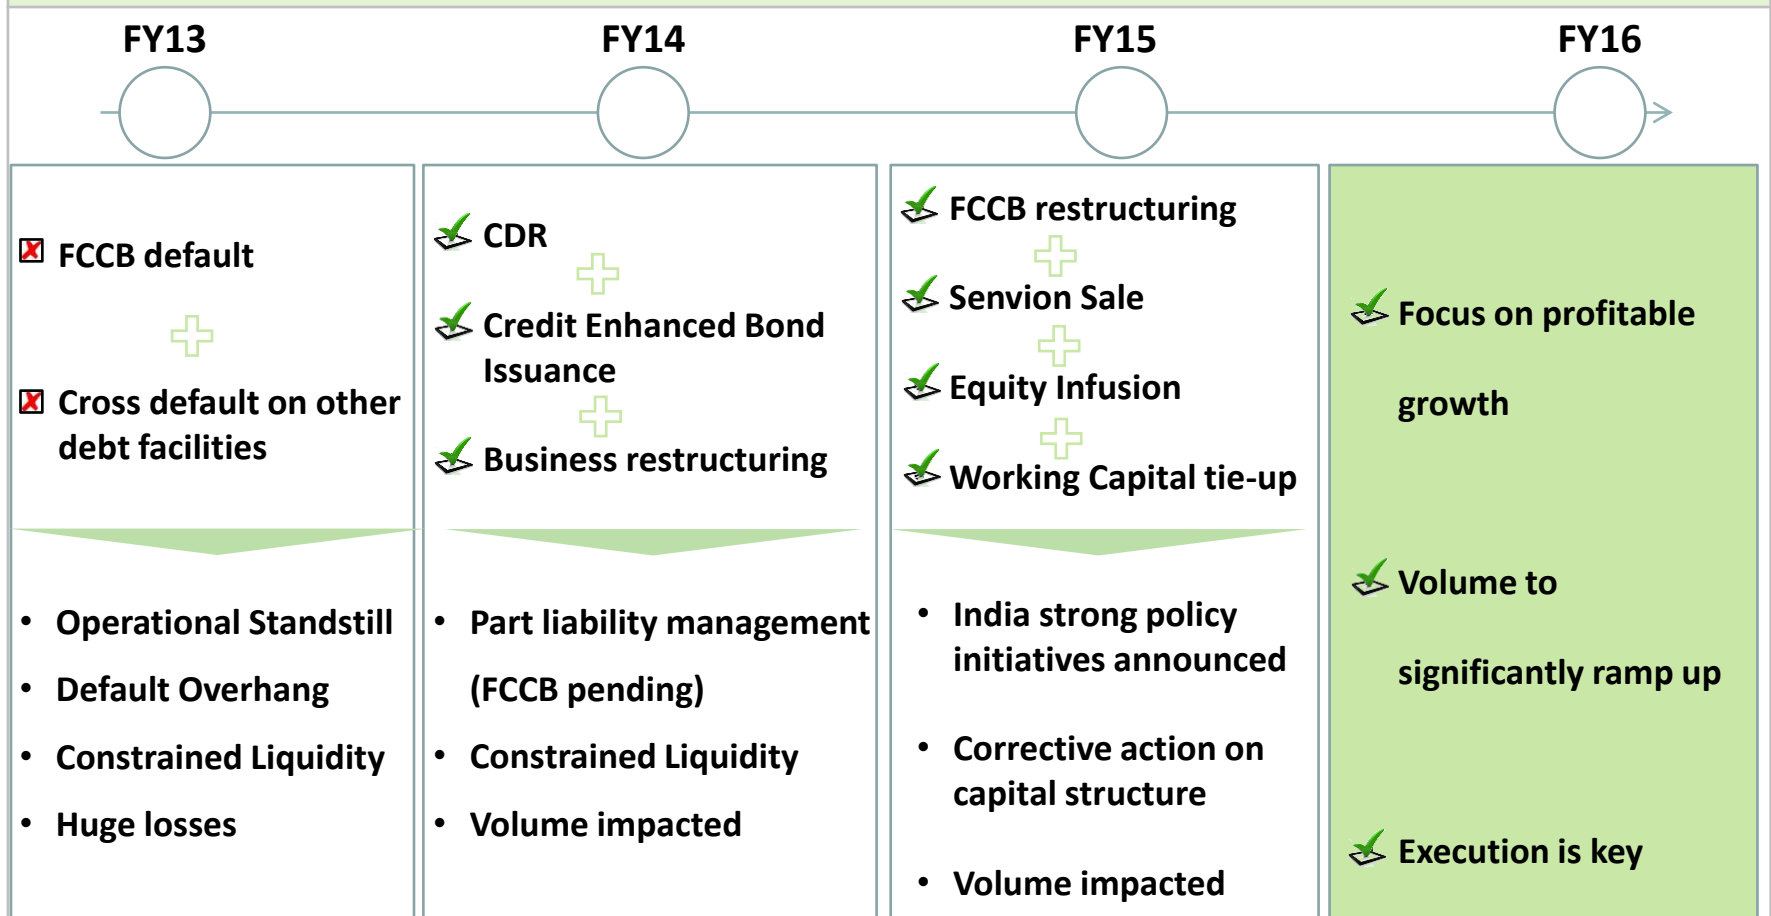 FY13
FY14
FY15
FY16
FCCB default
Cross default on other
debt facilities
Operational Standstill
Default Overhang
Constrained Liquidity
Huge losses
CDR
Credit Enhanced Bond
Issuance
Business restructuring
Part liability management
(FCCB pending)
Constrained Liquidity
Volume impacted
FCCB restructuring
Senvion Sale
Equity Infusion
Working Capital tie-up
India strong policy
initiatives announced
Corrective action on
capital structure
Volume impacted
Focus on profitable
growth
Volume to
significantly ramp up
Execution is key